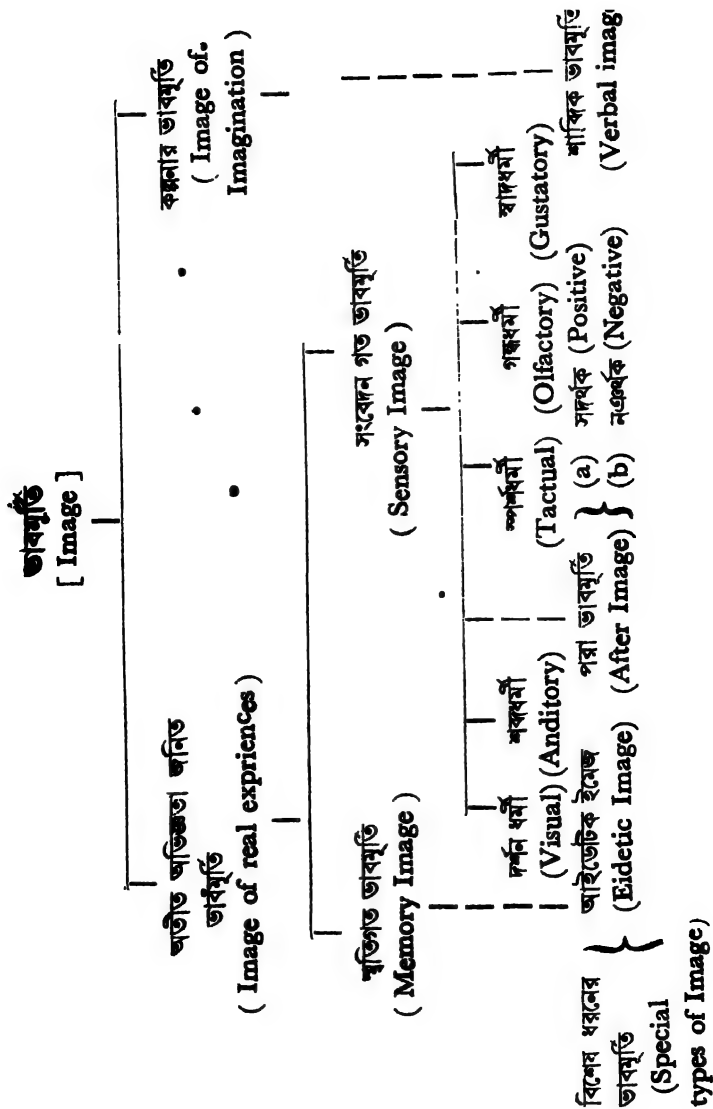 ভাবমূর্তি
[ Image ]
অতীত অভিজ্ঞতা জনিত
ভাবমূর্তি
( Image of real expriences )
কল্পনার ভাবমূর্তি
( Image of.
Imagination )
স্মৃতিগত ভাবমূর্তি
( Memory Image )
সংবেদন গত ভাবমূর্তি
( Sensory Image )
দর্শন ধর্মী শব্দধর্মী স্পর্শধর্মী গন্ধধর্মী স্বাদধর্মী
(Visual) (Anditory) (Tactual) (Olfactory) (Gustatory)
বিশেষ ধরনের
ভাবমূর্তি
(Special
types of Image)
আইডেটিক ইমেজ পরা ভাবমূর্তি (a) সদর্থক (Positive) শাব্দিক ভাবমূর্তি
(Eidetic Image) (After Image) (b) নঞর্থক (Negative) (Verbal imag